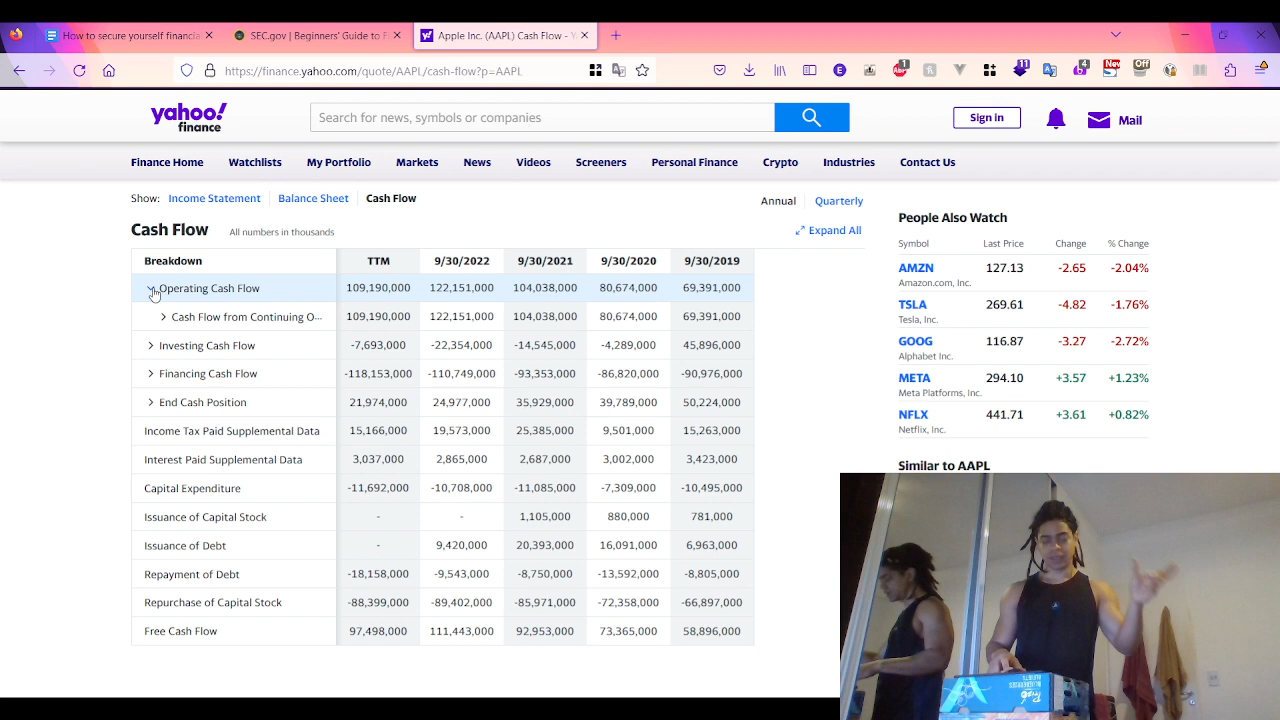 How to secure yourself financia
SEC.gov | Beginners' Guide to Fi
Apple Inc. (AAPL) Cash Flow - Y
https://finance.yahoo.com/quote/AAPL/cash-flow?p=AAPL
1
11
4
New
Off
yahoo!
finance
Search for news, symbols or companies
Sign in
Mail
Finance Home Watchlists My Portfolio Markets News Videos Screeners Personal Finance Crypto Industries Contact Us
Show: Income Statement Balance Sheet Cash Flow
Annual Quarterly
Cash Flow All numbers in thousands
Expand All
Breakdown TTM 9/30/2022 9/30/2021 9/30/2020 9/30/2019
Operating Cash Flow 109,190,000 122,151,000 104,038,000 80,674,000 69,391,000
Cash Flow from Continuing O... 109,190,000 122,151,000 104,038,000 80,674,000 69,391,000
Investing Cash Flow -7,693,000 -22,354,000 -14,545,000 -4,289,000 45,896,000
Financing Cash Flow -118,153,000 -110,749,000 -93,353,000 -86,820,000 -90,976,000
End Cash Position 21,974,000 24,977,000 35,929,000 39,789,000 50,224,000
Income Tax Paid Supplemental Data 15,166,000 19,573,000 25,385,000 9,501,000 15,263,000
Interest Paid Supplemental Data 3,037,000 2,865,000 2,687,000 3,002,000 3,423,000
Capital Expenditure -11,692,000 -10,708,000 -11,085,000 -7,309,000 -10,495,000
Issuance of Capital Stock - - 1,105,000 880,000 781,000
Issuance of Debt - 9,420,000 20,393,000 16,091,000 6,963,000
Repayment of Debt -18,158,000 -9,543,000 -8,750,000 -13,592,000 -8,805,000
Repurchase of Capital Stock -88,399,000 -89,402,000 -85,971,000 -72,358,000 -66,897,000
Free Cash Flow 97,498,000 111,443,000 92,953,000 73,365,000 58,896,000
People Also Watch
Symbol Last Price Change % Change
AMZN 127.13 -2.65 -2.04%
Amazon.com, Inc.
TSLA 269.61 -4.82 -1.76%
Tesla, Inc.
GOOG 116.87 -3.27 -2.72%
Alphabet Inc.
META 294.10 +3.57 +1.23%
Meta Platforms, Inc.
NFLX 441.71 +3.61 +0.82%
Netflix, Inc.
Similar to AAPL